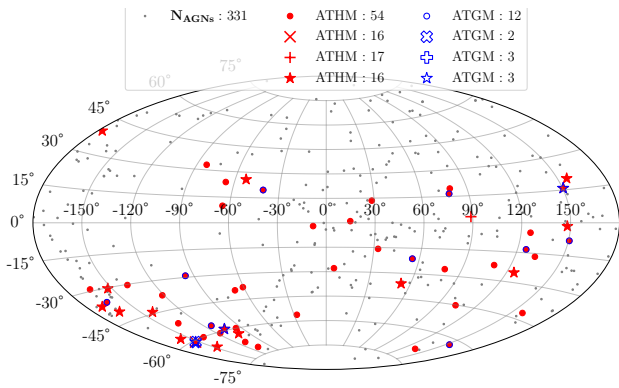 N_AGNs : 331 ATHM : 54 ATGM : 12
ATHM : 16 ATGM : 2
ATHM : 17 ATGM : 3
ATHM : 16 ATGM : 3
75°
60°
45°
30°
15°
-150 -120 -90 -60 -30 0 30 60 90 120 150
0°
-15°
-30°
-45°
-60°
-75°